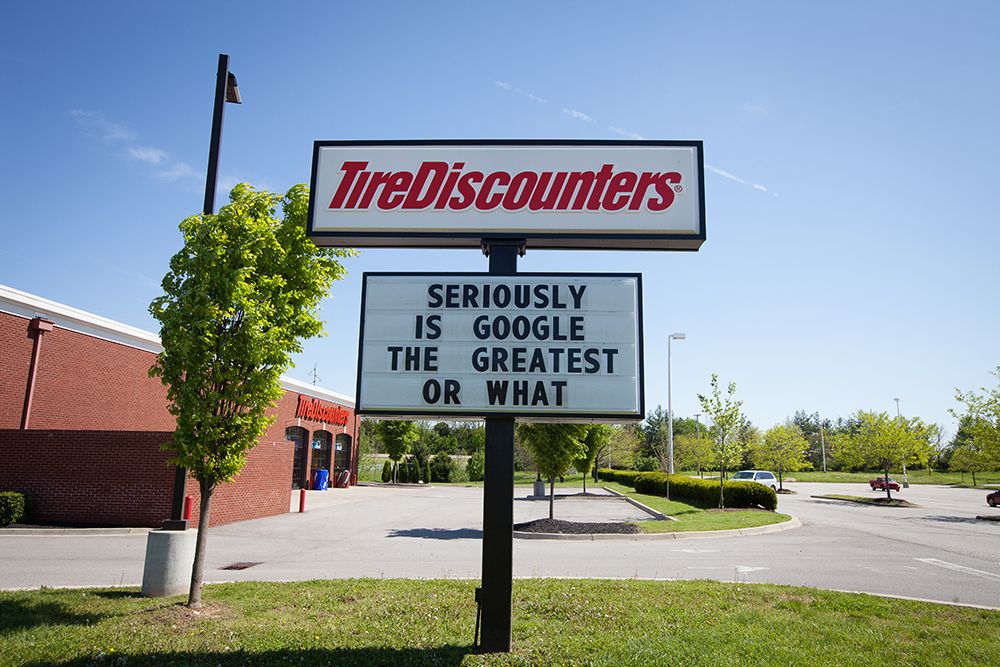 TireDiscounters®
SERIOUSLY
IS GOOGLE
THE GREATEST
OR WHAT
TireDiscounters